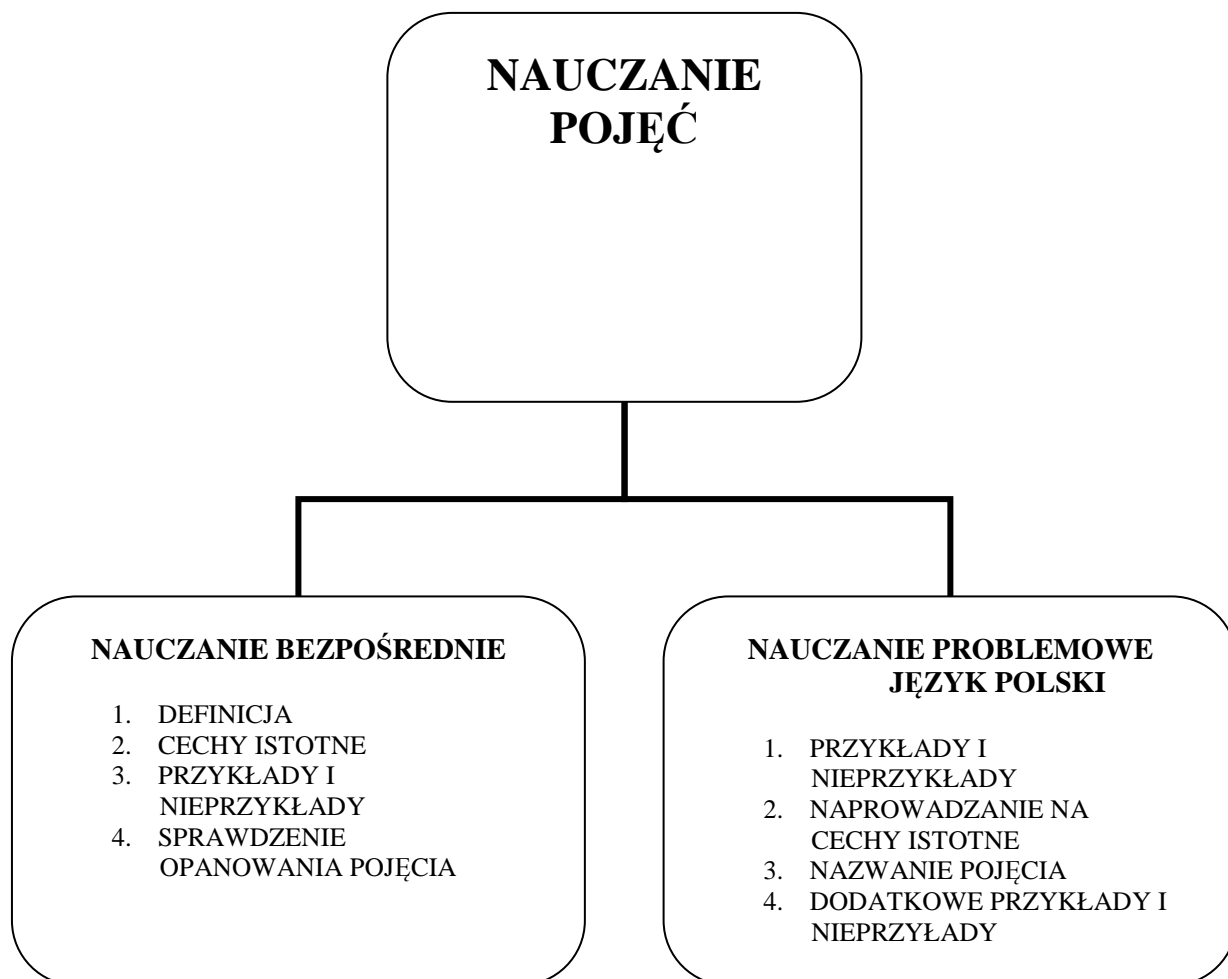 NAUCZANIE
POJĘĆ
NAUCZANIE BEZPOŚREDNIE
1. DEFINICJA
2. CECHY ISTOTNE
3. PRZYKŁADY I
NIEPRZYKŁADY
4. SPRAWDZENIE
OPANOWANIA POJĘCIA
NAUCZANIE PROBLEMOWE
JĘZYK POLSKI
1. PRZYKŁADY I
NIEPRZYKŁADY
2. NAPROWADZANIE NA
CECHY ISTOTNE
3. NAZWANIE POJĘCIA
4. DODATKOWE PRZYKŁADY I
NIEPRZYŁADY